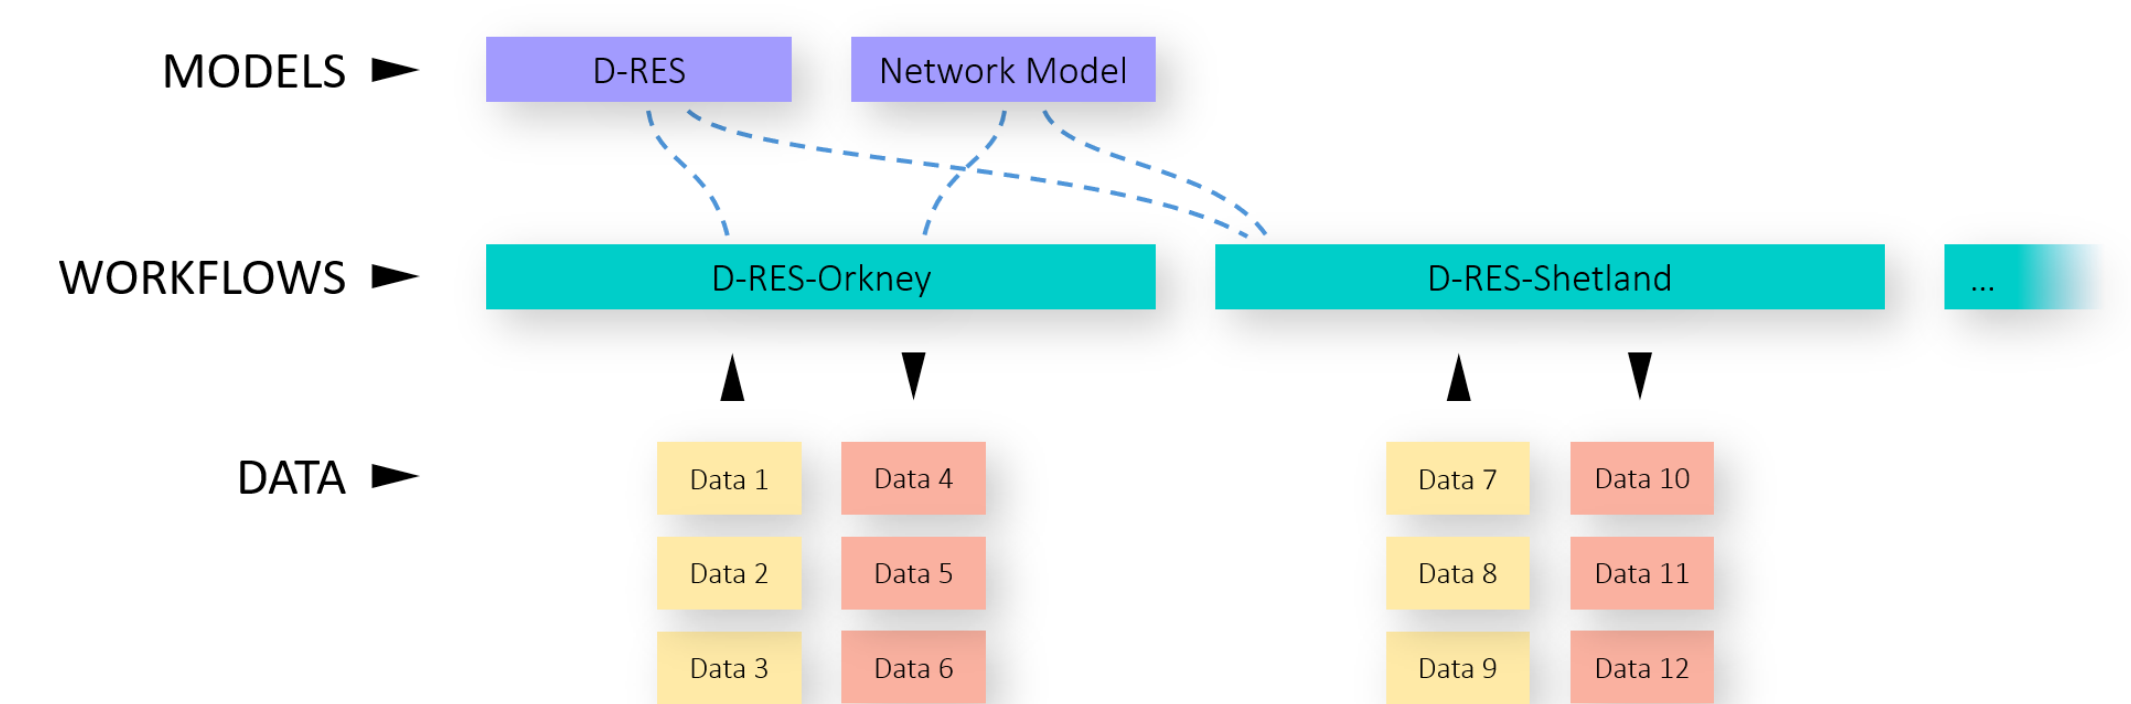 MODELS
D-RES
Network Model
WORKFLOWS
D-RES-Orkney
D-RES-Shetland
...
DATA
Data 1
Data 4
Data 7
Data 10
Data 2
Data 5
Data 8
Data 11
Data 3
Data 6
Data 9
Data 12